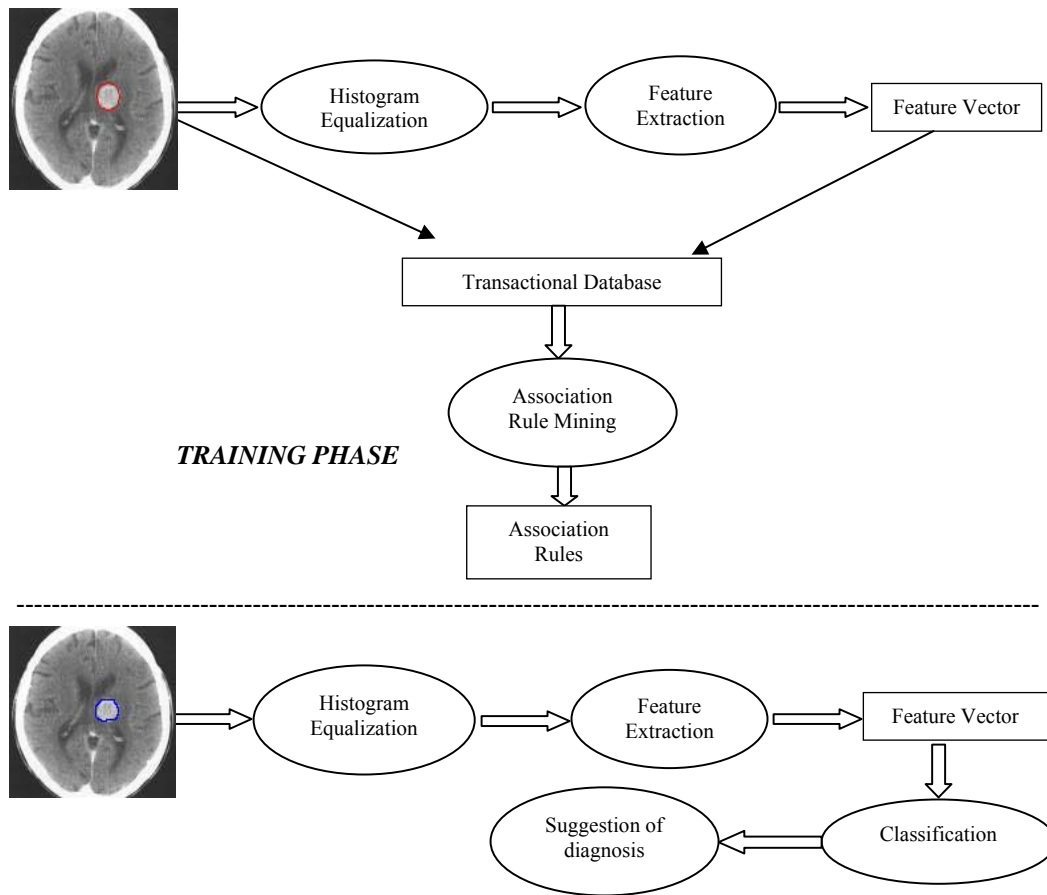 Histogram
Equalization
Feature
Extraction
Feature Vector
Transactional Database
Association
Rule Mining
TRAINING PHASE
Association
Rules
Histogram
Equalization
Feature
Extraction
Feature Vector
Suggestion of
diagnosis
Classification